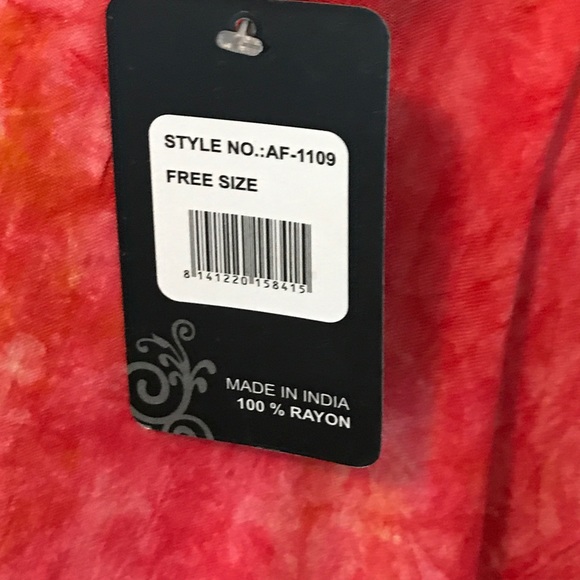 STYLE NO.:AF-1109
FREE SIZE
8 141220 158415
MADE IN INDIA
100 % RAYON